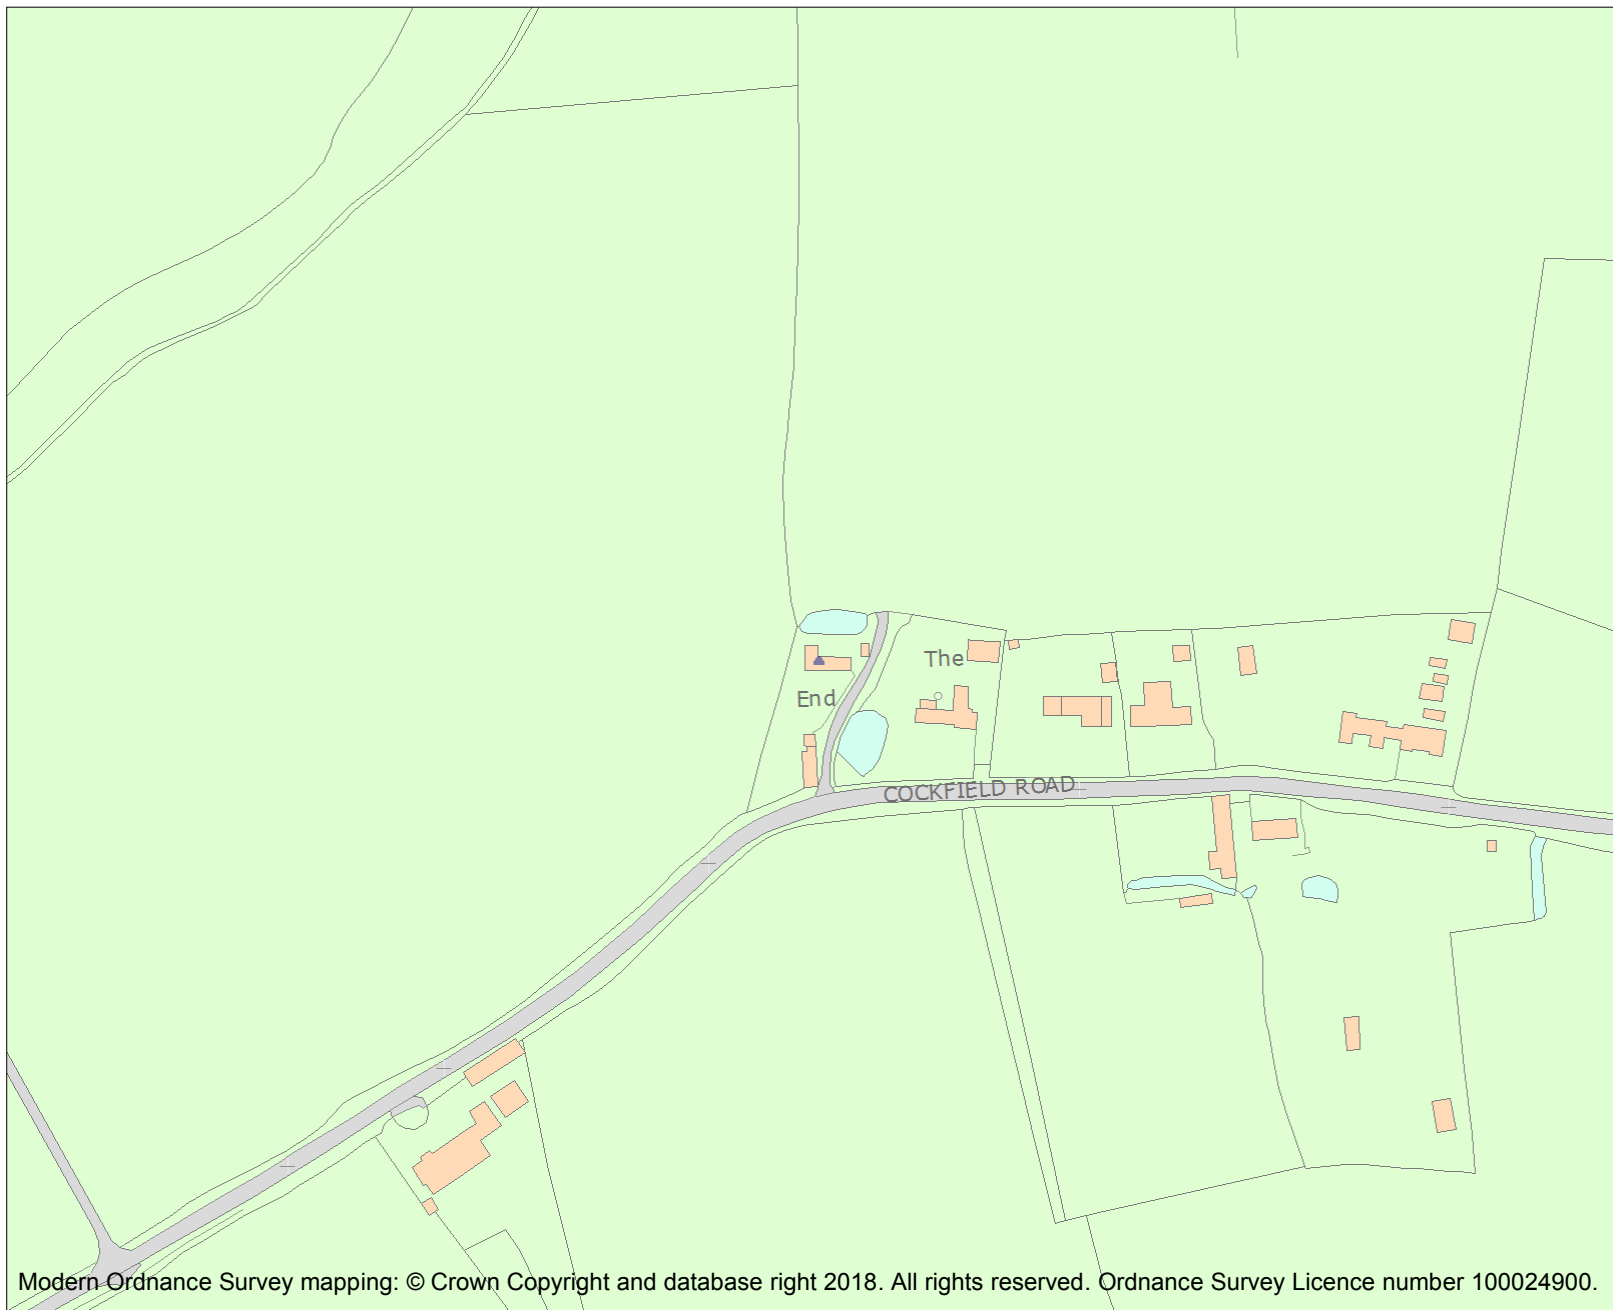 The
End
COCKFIELD ROAD
Modern Ordnance Survey mapping: © Crown Copyright and database right 2018. All rights reserved. Ordnance Survey Licence number 100024900.